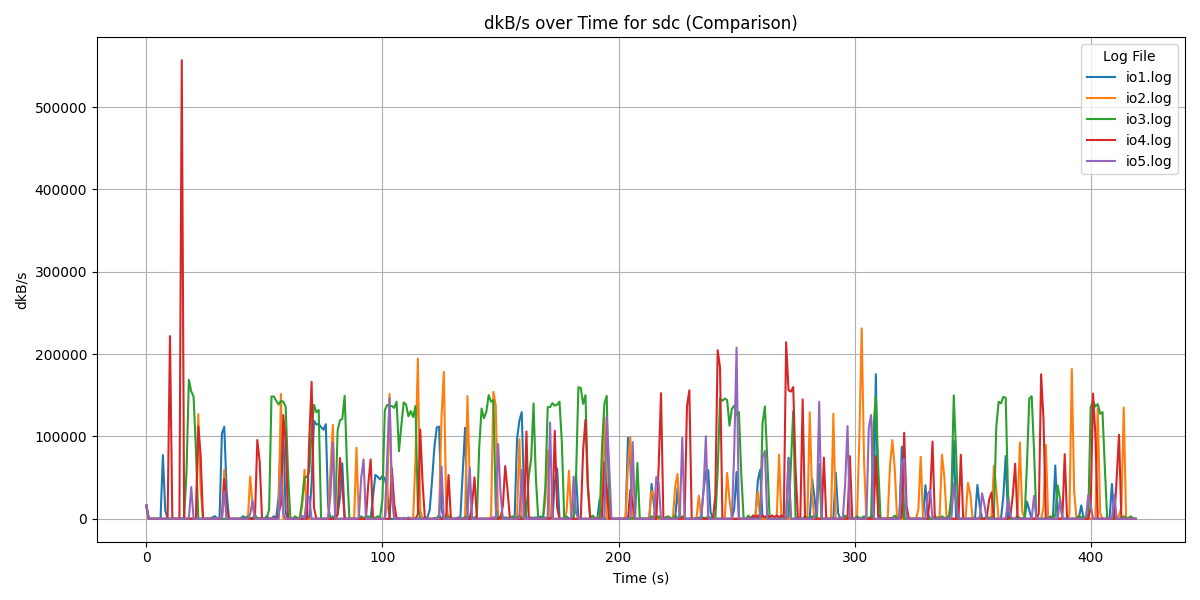 dkB/s over Time for sdc (Comparison)
Log File
io1.log
io2.log
io3.log
io4.log
io5.log
500000
400000
300000
200000
100000
0
dkB/s
0 100 200 300 400
Time (s)